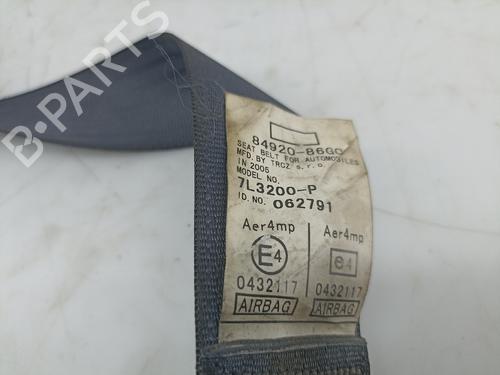 B-PARTS
84920-86G0
SEAT BELT FOR AUTOMOBILES
MFD. BY TRCZ s.r.o.
IN 2005
MODEL NO.
7L3200-P
ID. NO. 062791
Aer4mp
E4
0432117
AIRBAG
Aer4mp
e4
0432117
AIRBAG